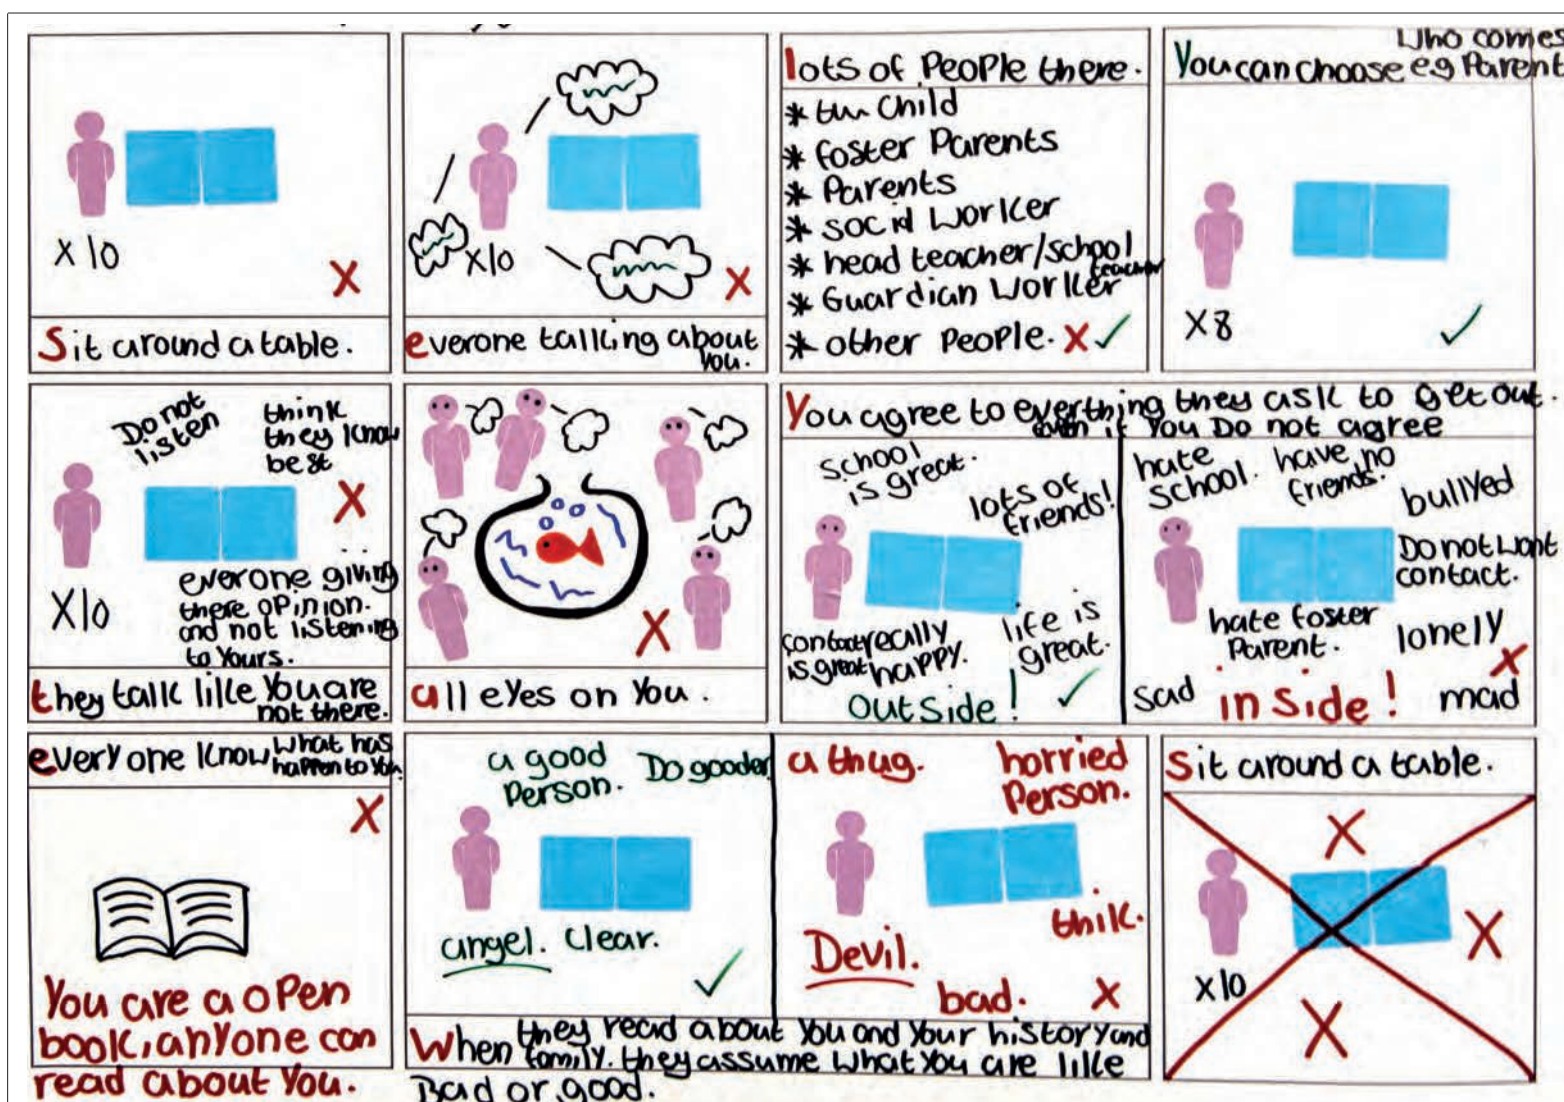 X10
X
Sit around a table.
X10
X
everone talking about
you.
lots of People there.
* the Child
* foster Parents
* Parents
* social Worker
* head teacher/school
teacher
* Guardian Worker
* other People. X ✓
Who comes
You can choose e.g Parent
X8
✓
Do not
listen
think
they know
best
X
X10
everone giving
there opinion.
and not listening
to Yours.
they talk like You are
not there.
X
all eyes on You.
You agree to everthing they ask to get out.
even if You Do not agree
School
is great.
lots of
friends!
contact
is great
really
happy.
life is
great.
Outside! ✓
hate
School.
have no
friends.
bullyed
Do not Want
contact.
hate foster
Parent.
lonely
X
Sad
inside!
mad
every one know What has
happen to You.
X
You are a open
book, anyone can
read about You.
a good
Person.
Do gooder
angel. Clear.
✓
a thug.
horried
Person.
thik.
Devil.
bad. X
When they read about You and Your history and
family. they assume What You are like
Bad or good.
Sit around a table.
X
X
X10
X